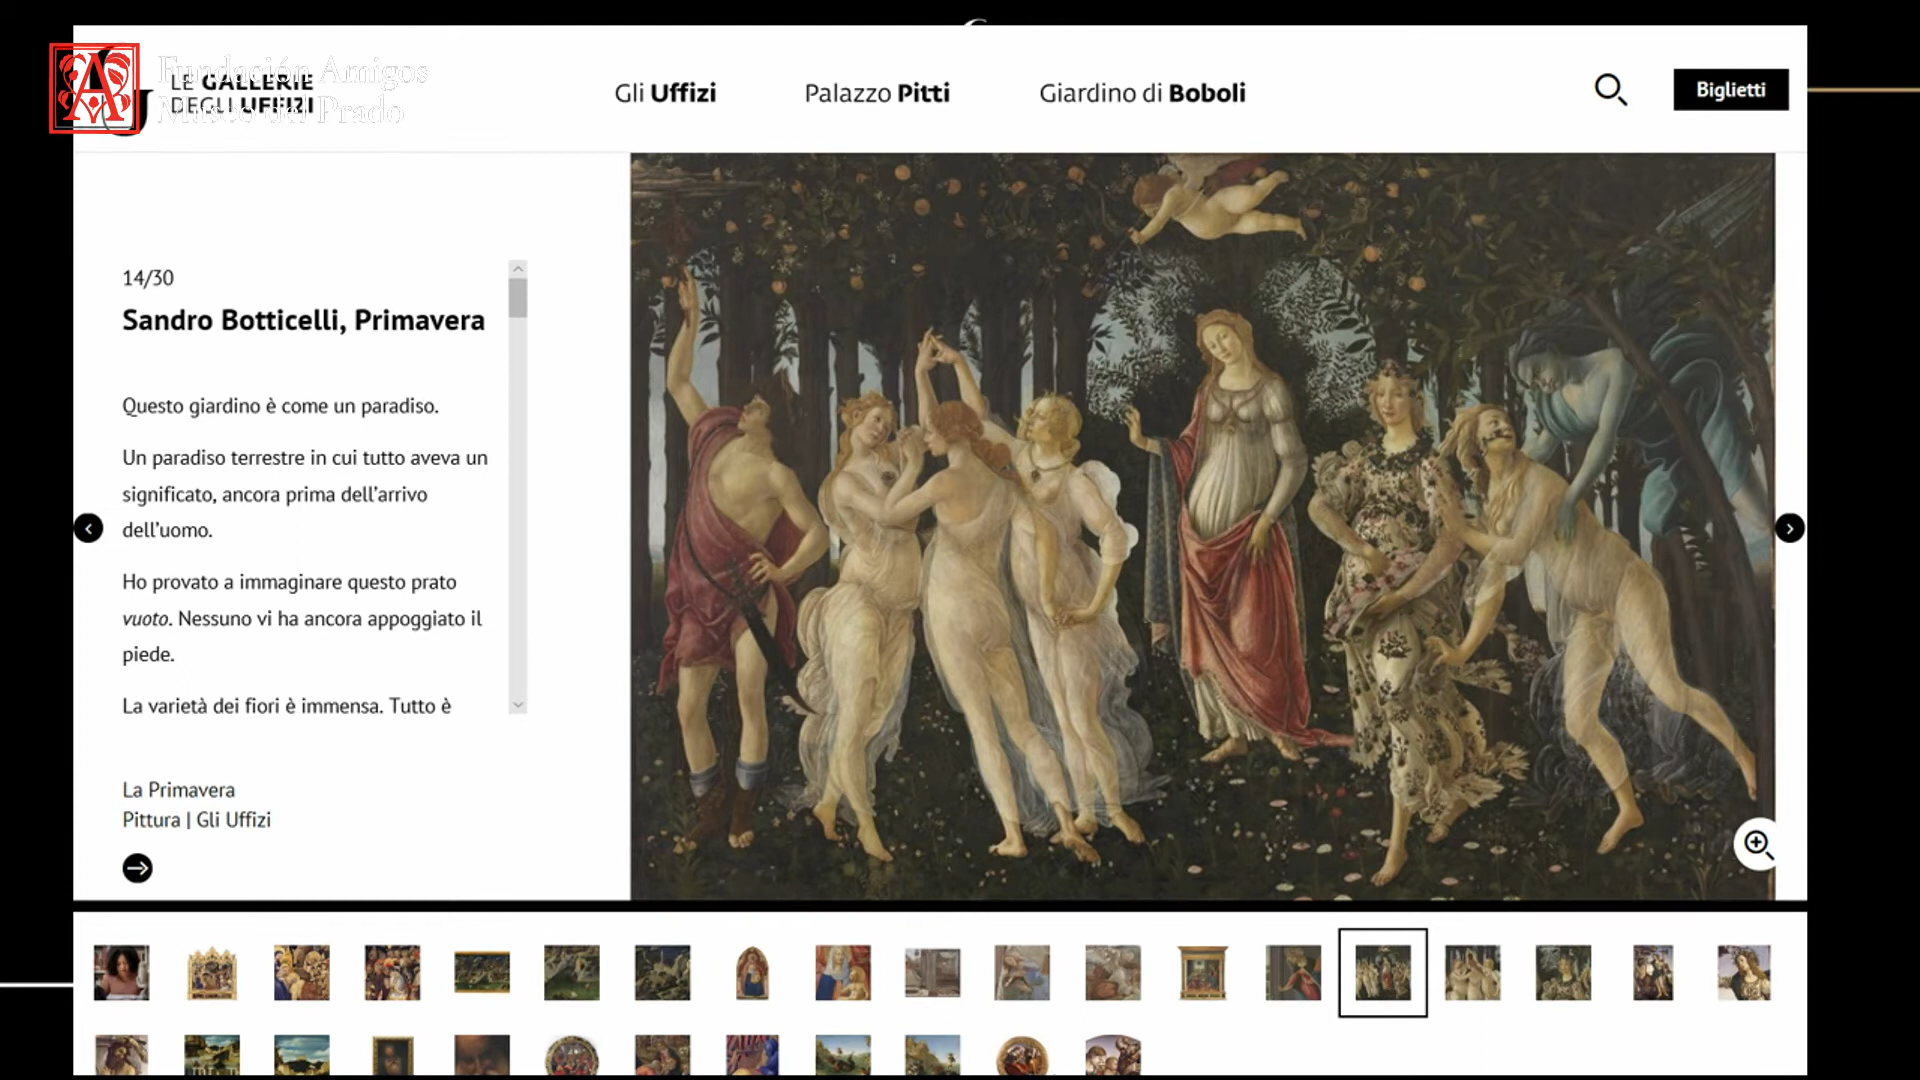 Fundación Amigos
Museo del Prado
LE GALLERIE
DEGLI UFFIZI
Gli Uffizi
Palazzo Pitti
Giardino di Boboli
Biglietti
14/30
Sandro Botticelli, Primavera
Questo giardino è come un paradiso.
Un paradiso terrestre in cui tutto aveva un
significato, ancora prima dell'arrivo
dell'uomo.
Ho provato a immaginare questo prato
vuoto. Nessuno vi ha ancora appoggiato il
piede.
La varietà dei fiori è immensa. Tutto è
La Primavera
Pittura | Gli Uffizi